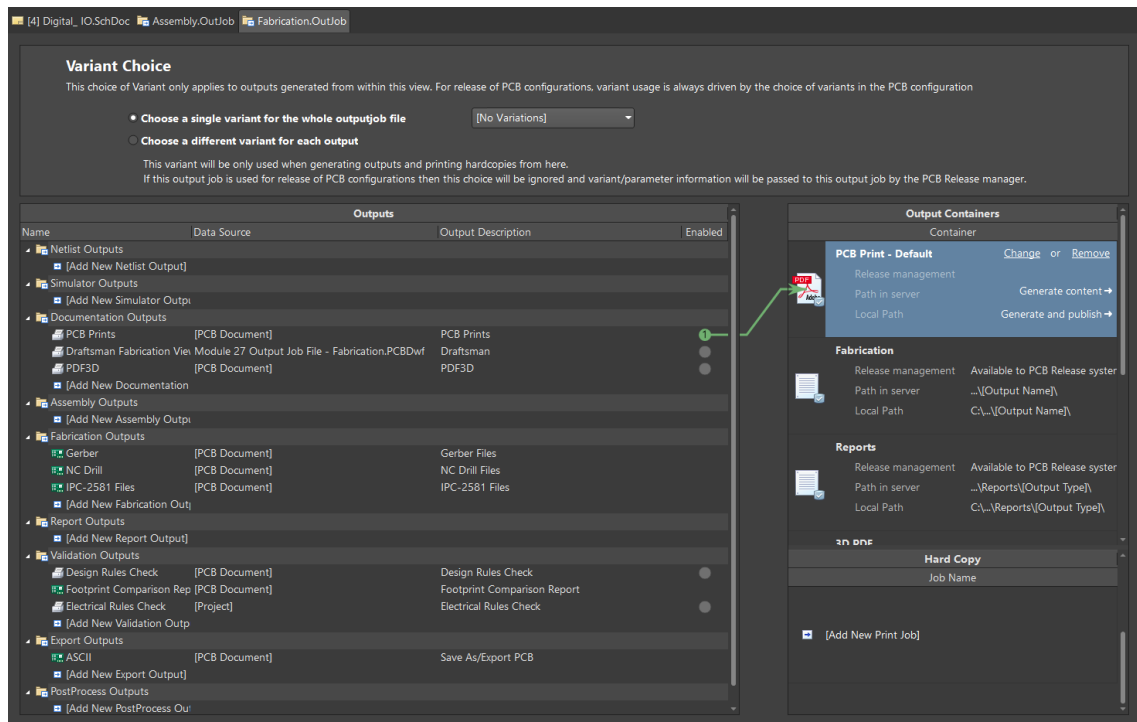 [4] Digital_ IO.SchDoc Assembly.OutJob Fabrication.OutJob
Variant Choice
This choice of Variant only applies to outputs generated from within this view. For release of PCB configurations, variant usage is always driven by the choice of variants in the PCB configuration
Choose a single variant for the whole outputjob file [No Variations]
Choose a different variant for each output
This variant will be only used when generating outputs and printing hardcopies from here.
If this output job is used for release of PCB configurations then this choice will be ignored and variant/parameter information will be passed to this output job by the PCB Release manager.
Outputs
Name Data Source Output Description Enabled
Netlist Outputs
[Add New Netlist Output]
Simulator Outputs
[Add New Simulator Outpu
Documentation Outputs
PCB Prints [PCB Document] PCB Prints 1
Draftsman Fabrication Viev Module 27 Output Job File - Fabrication.PCBDwf Draftsman
PDF3D [PCB Document] PDF3D
[Add New Documentation
Assembly Outputs
[Add New Assembly Outpu
Fabrication Outputs
Gerber [PCB Document] Gerber Files
NC Drill [PCB Document] NC Drill Files
IPC-2581 Files [PCB Document] IPC-2581 Files
[Add New Fabrication Outp
Report Outputs
[Add New Report Output]
Validation Outputs
Design Rules Check [PCB Document] Design Rules Check
Footprint Comparison Rep [PCB Document] Footprint Comparison Report
Electrical Rules Check [Project] Electrical Rules Check
[Add New Validation Outp
Export Outputs
ASCII [PCB Document] Save As/Export PCB
[Add New Export Output]
PostProcess Outputs
[Add New PostProcess Ou
Output Containers
Container
PCB Print - Default Change or Remove
Release management
Path in server Generate content
Local Path Generate and publish
PDF
Adobe
Fabrication
Release management Available to PCB Release syster
Path in server ...\[Output Name]\
Local Path C:\...\[Output Name]\
Reports
Release management Available to PCB Release syster
Path in server ...\Reports\[Output Type]\
Local Path C:\...\Reports\[Output Type]\
3D PDF
Hard Copy
Job Name
[Add New Print Job]